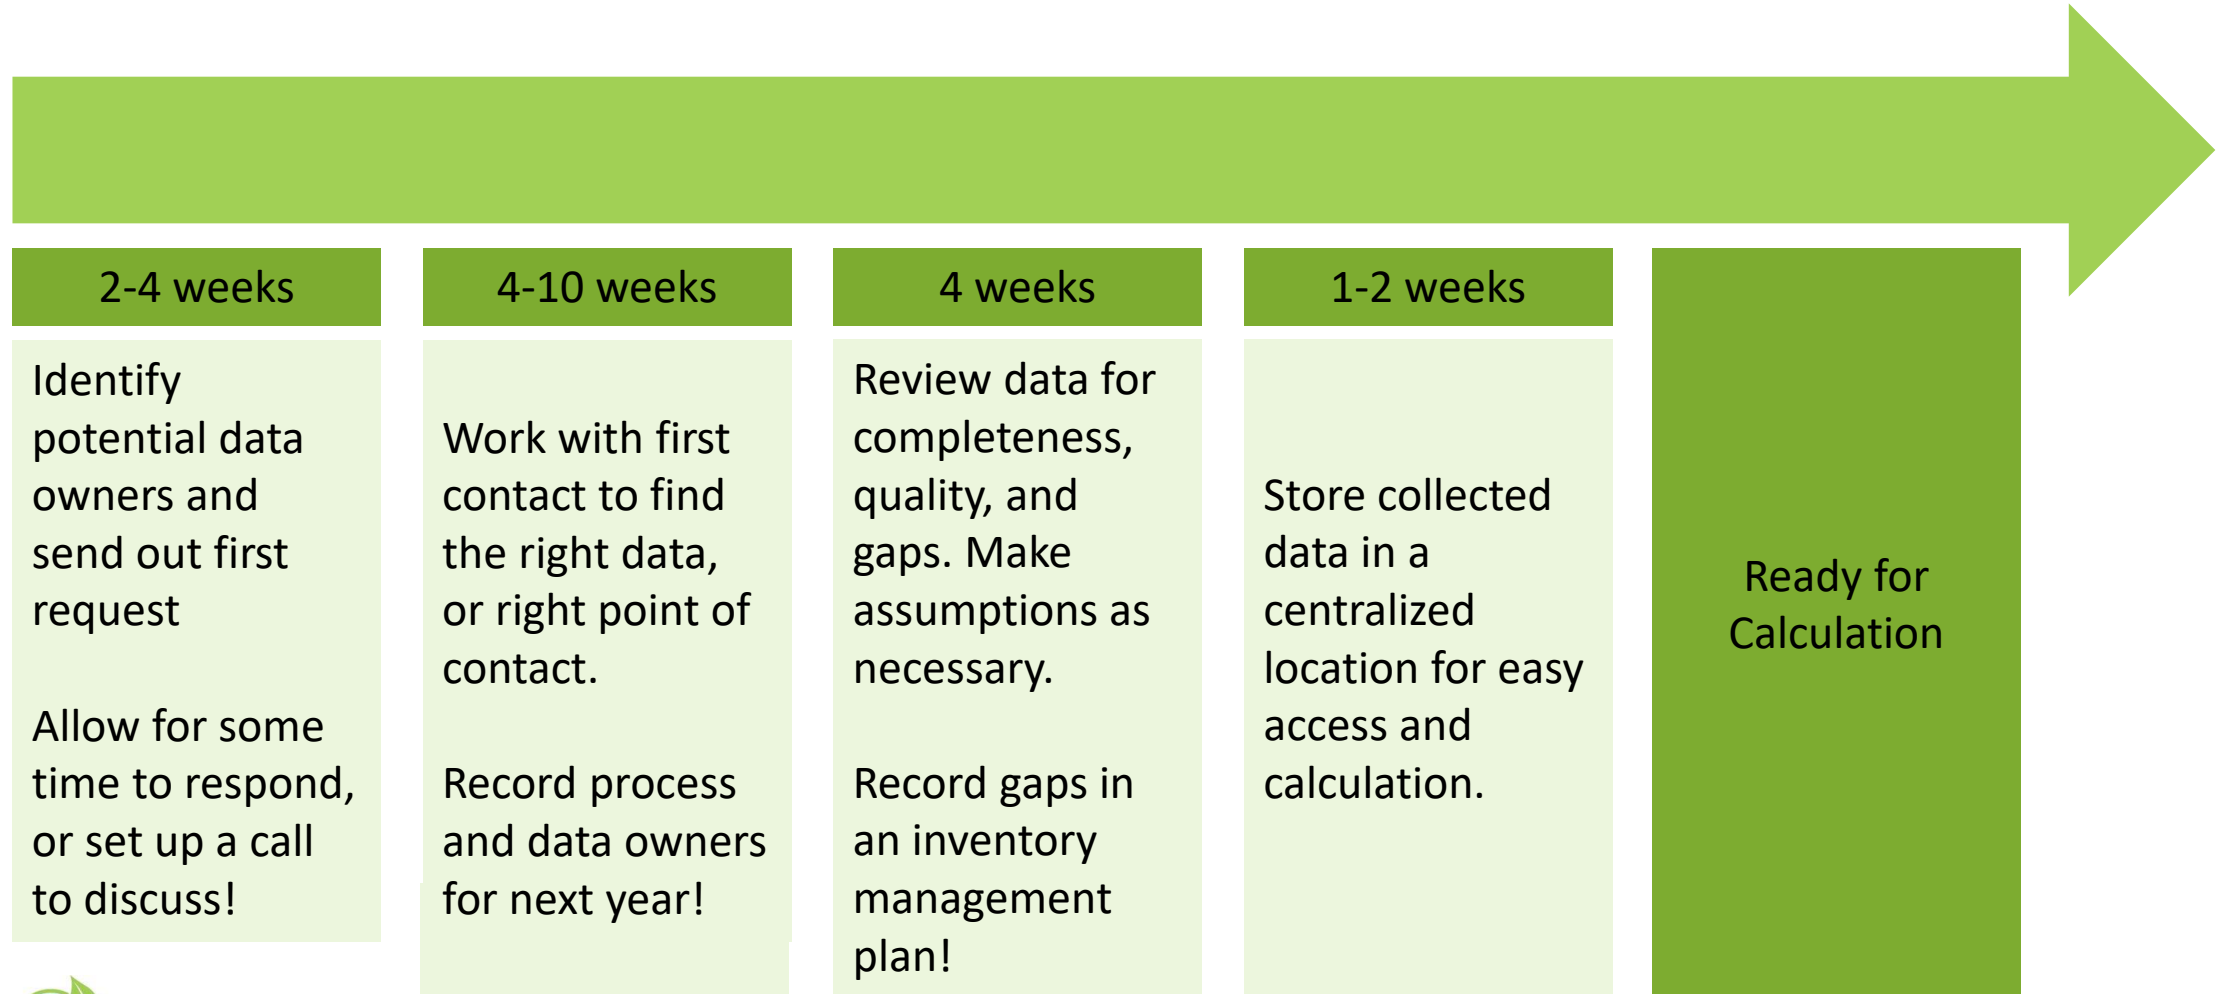 2-4 weeks
Identify
potential data
owners and
send out first
request
Allow for some
time to respond,
or set up a call
to discuss!
4-10 weeks
Work with first
contact to find
the right data,
or right point of
contact.
Record process
and data owners
for next year!
4 weeks
Review data for
completeness,
quality, and
gaps. Make
assumptions as
necessary.
Record gaps in
an inventory
management
plan!
1-2 weeks
Store collected
data in a
centralized
location for easy
access and
calculation.
Ready for
Calculation